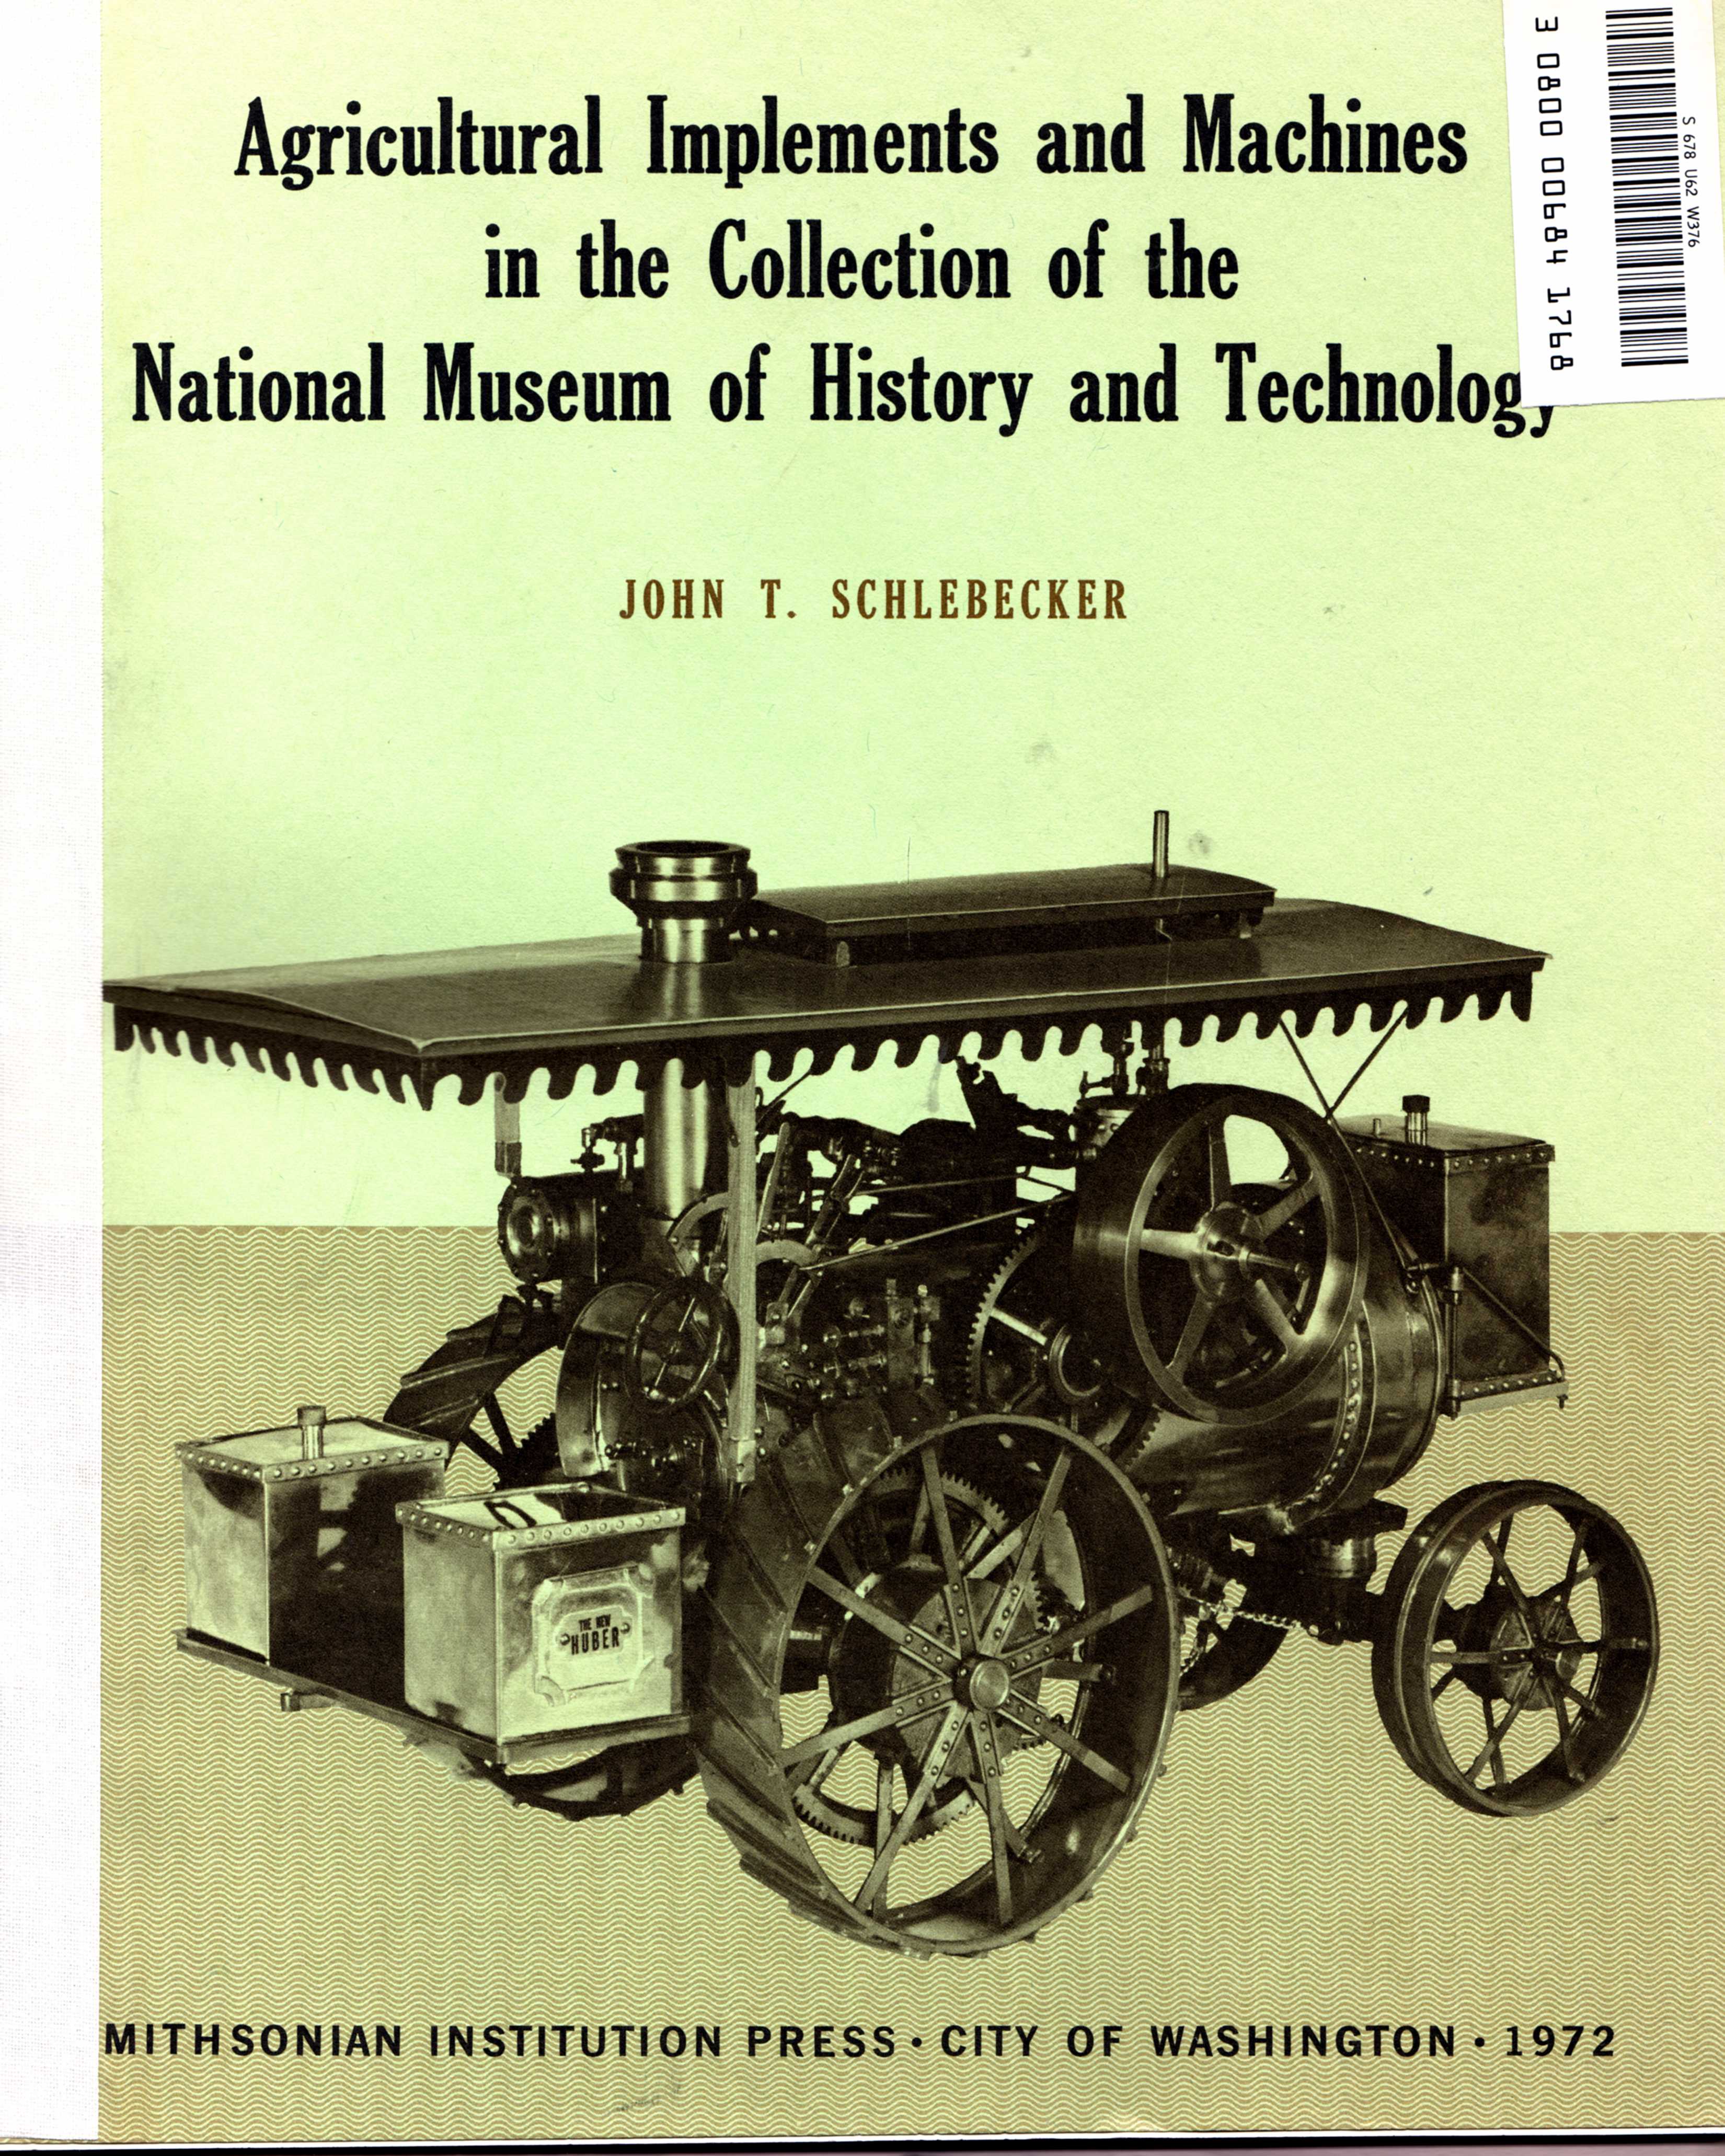 Agricultural Implements and Machines
in the Collection of the
National Museum of History and Technology
JOHN T. SCHLEBECKER
THE NEW
HUBER
MITHSONIAN INSTITUTION PRESS · CITY OF WASHINGTON · 1972
3 0800 00684 1768
S 678 U62 W376